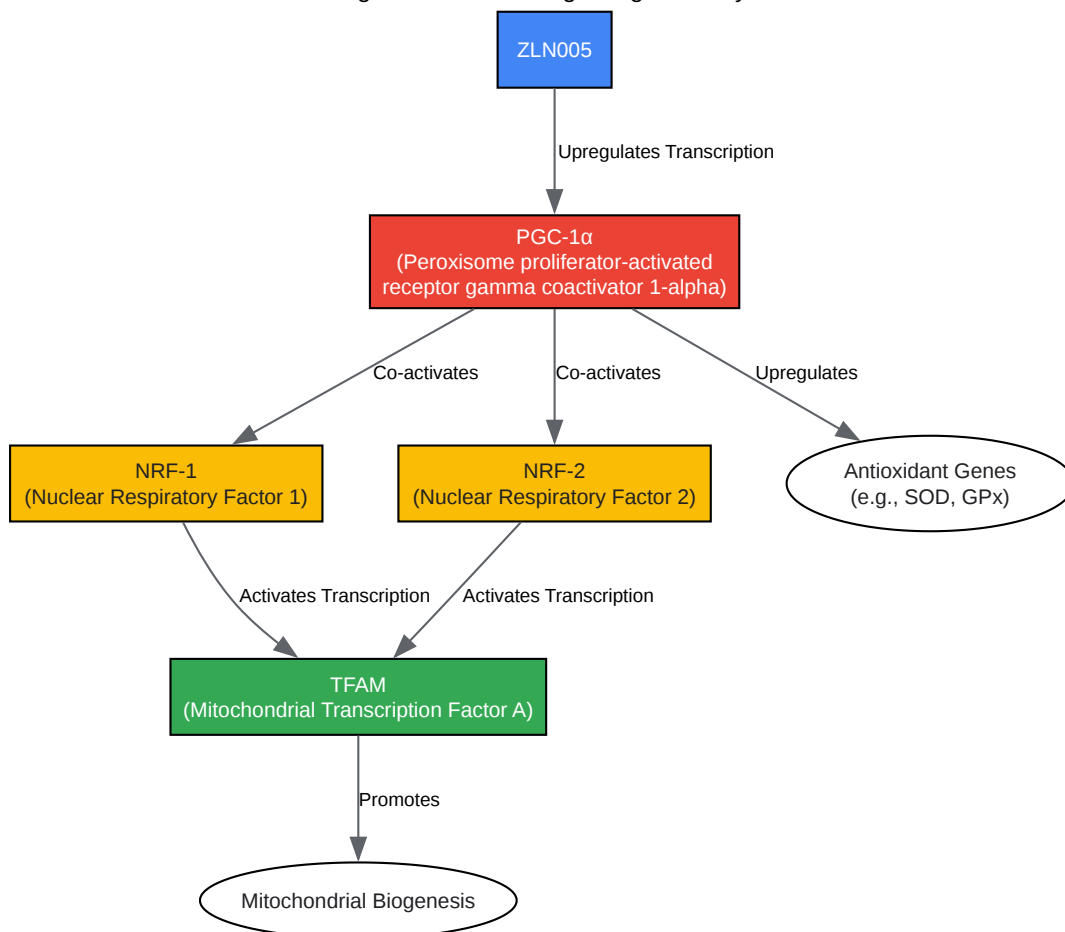 ZLN005
Upregulates Transcription
PGC-1α
(Peroxisome proliferator-activated
receptor gamma coactivator 1-alpha)
Co-activates
Co-activates
Upregulates
NRF-1
(Nuclear Respiratory Factor 1)
NRF-2
(Nuclear Respiratory Factor 2)
Antioxidant Genes
(e.g., SOD, GPx)
Activates Transcription
Activates Transcription
TFAM
(Mitochondrial Transcription Factor A)
Promotes
Mitochondrial Biogenesis